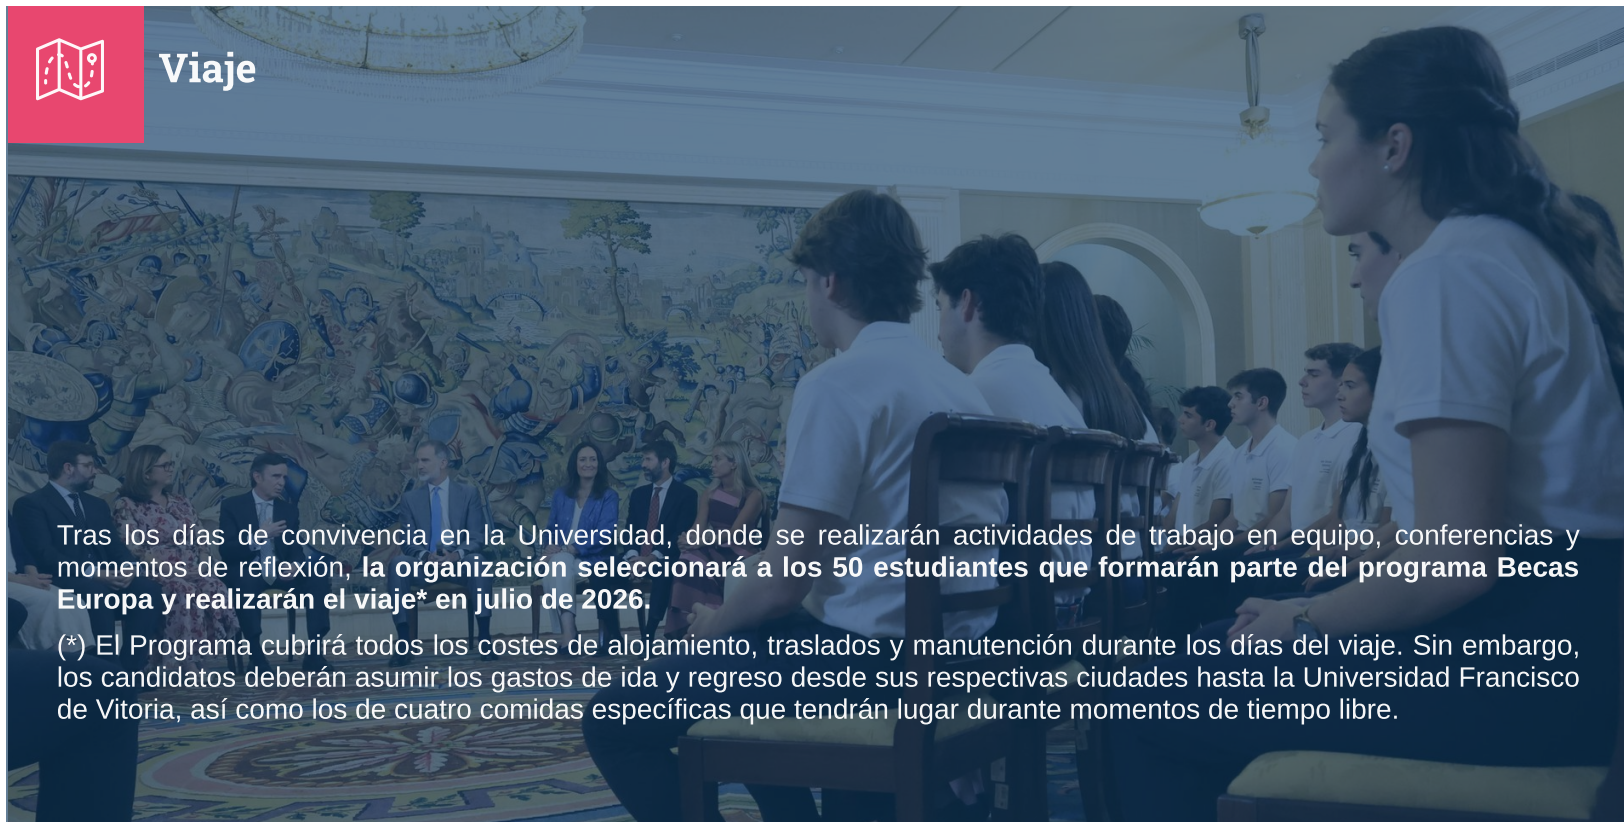 Viaje
Tras los días de convivencia en la Universidad, donde se realizarán actividades de trabajo en equipo, conferencias y
momentos de reflexión, la organización seleccionará a los 50 estudiantes que formarán parte del programa Becas
Europa y realizarán el viaje* en julio de 2026.
(*) El Programa cubrirá todos los costes de alojamiento, traslados y manutención durante los días del viaje. Sin embargo,
los candidatos deberán asumir los gastos de ida y regreso desde sus respectivas ciudades hasta la Universidad Francisco
de Vitoria, así como los de cuatro comidas específicas que tendrán lugar durante momentos de tiempo libre.